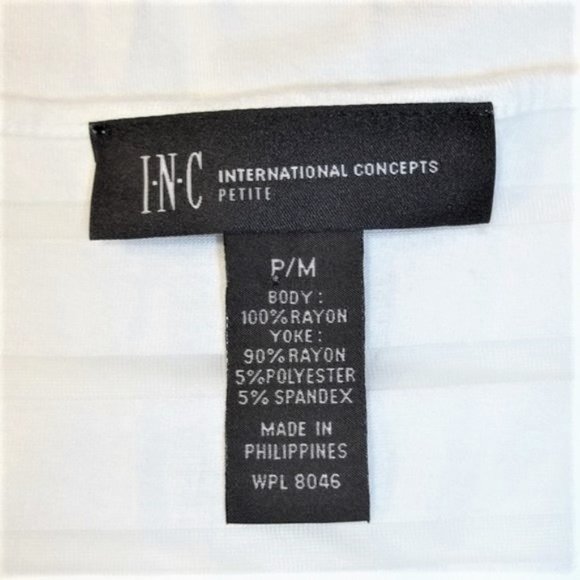 I·N·C INTERNATIONAL CONCEPTS
PETITE
P/M
BODY:
100%RAYON
YOKE:
90%RAYON
5%POLYESTER
5% SPANDEX
MADE IN
PHILIPPINES
WPL 8046